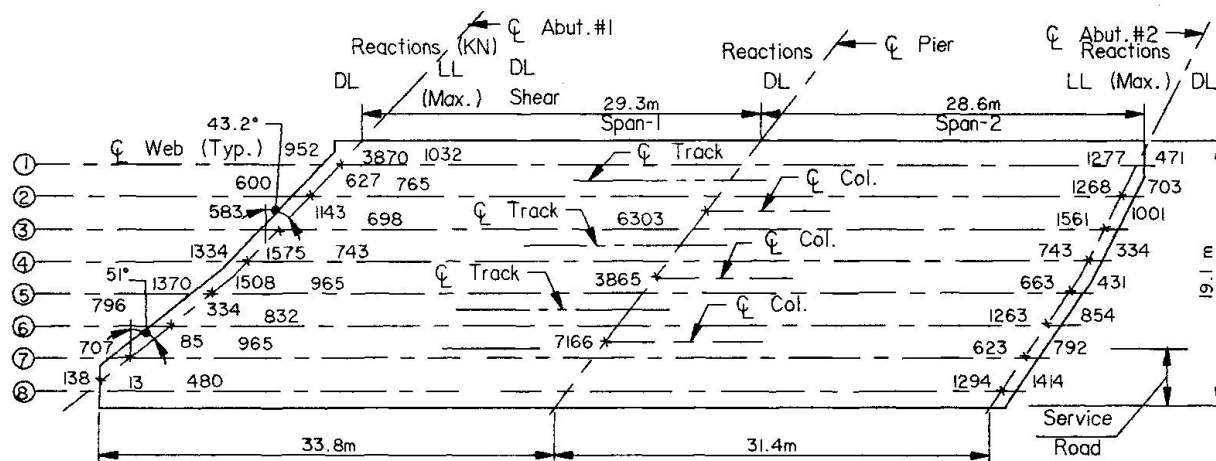 ℄ Abut.#1
℄ Abut.#2
Reactions (KN)
Reactions
℄ Pier
Reactions
DL
LL
DL
DL
LL (Max.) DL
(Max.)
Shear
29.3m
28.6m
43.2°
Span-1
Span-2
℄ Web (Typ.)
952
3870
1032
℄ Track
1277
471
①
600
627
765
℄ Col.
1268
703
②
583
1143
698
℄ Track
6303
1561
1001
③
1334
1575
743
℄ Col.
743
334
④
51°
1370
1508
965
℄ Track
3865
663
431
19.1 m
⑤
796
334
832
℄ Col.
1263
854
⑥
707
85
965
7166
623
792
⑦
138
13
480
1294
1414
⑧
Service
Road
33.8m
31.4m